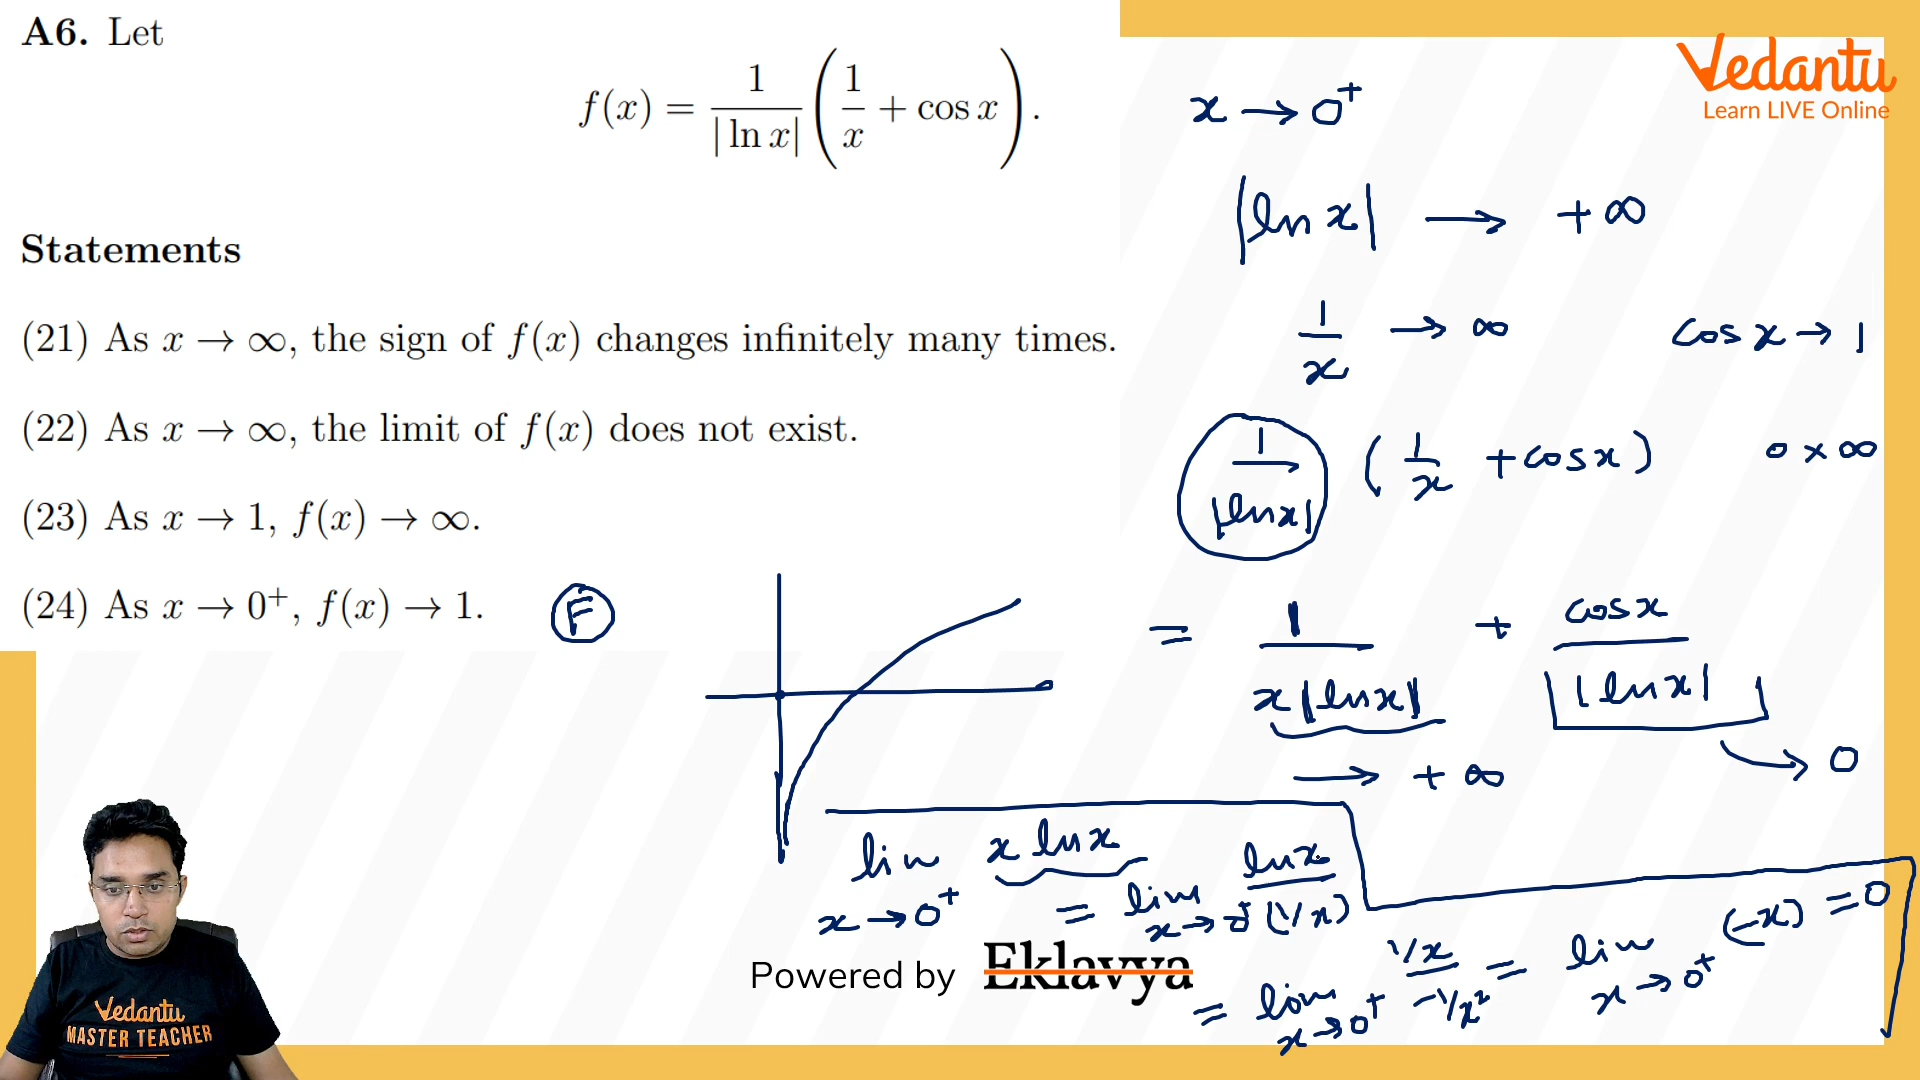 A6. Let
f(x) = 1/|ln x| (1/x + cos x).
Statements
(21) As x → ∞, the sign of f(x) changes infinitely many times.
(22) As x → ∞, the limit of f(x) does not exist.
(23) As x → 1, f(x) → ∞.
(24) As x → 0⁺, f(x) → 1.
F
Vedantu
Learn LIVE Online
x → 0⁺
|ln x| → +∞
1/x → ∞ cos x → 1
1/|ln x| (1/x + cos x) 0 × ∞
= 1/(x|ln x|) + cos x/|ln x|
→ +∞ → 0
lim x→0⁺ x ln x = lim x→0⁺ ln x/(1/x)
= lim x→0⁺ (1/x)/(-1/x²) = lim x→0⁺ (-x) = 0
Powered by Eklavya
Vedantu
MASTER TEACHER